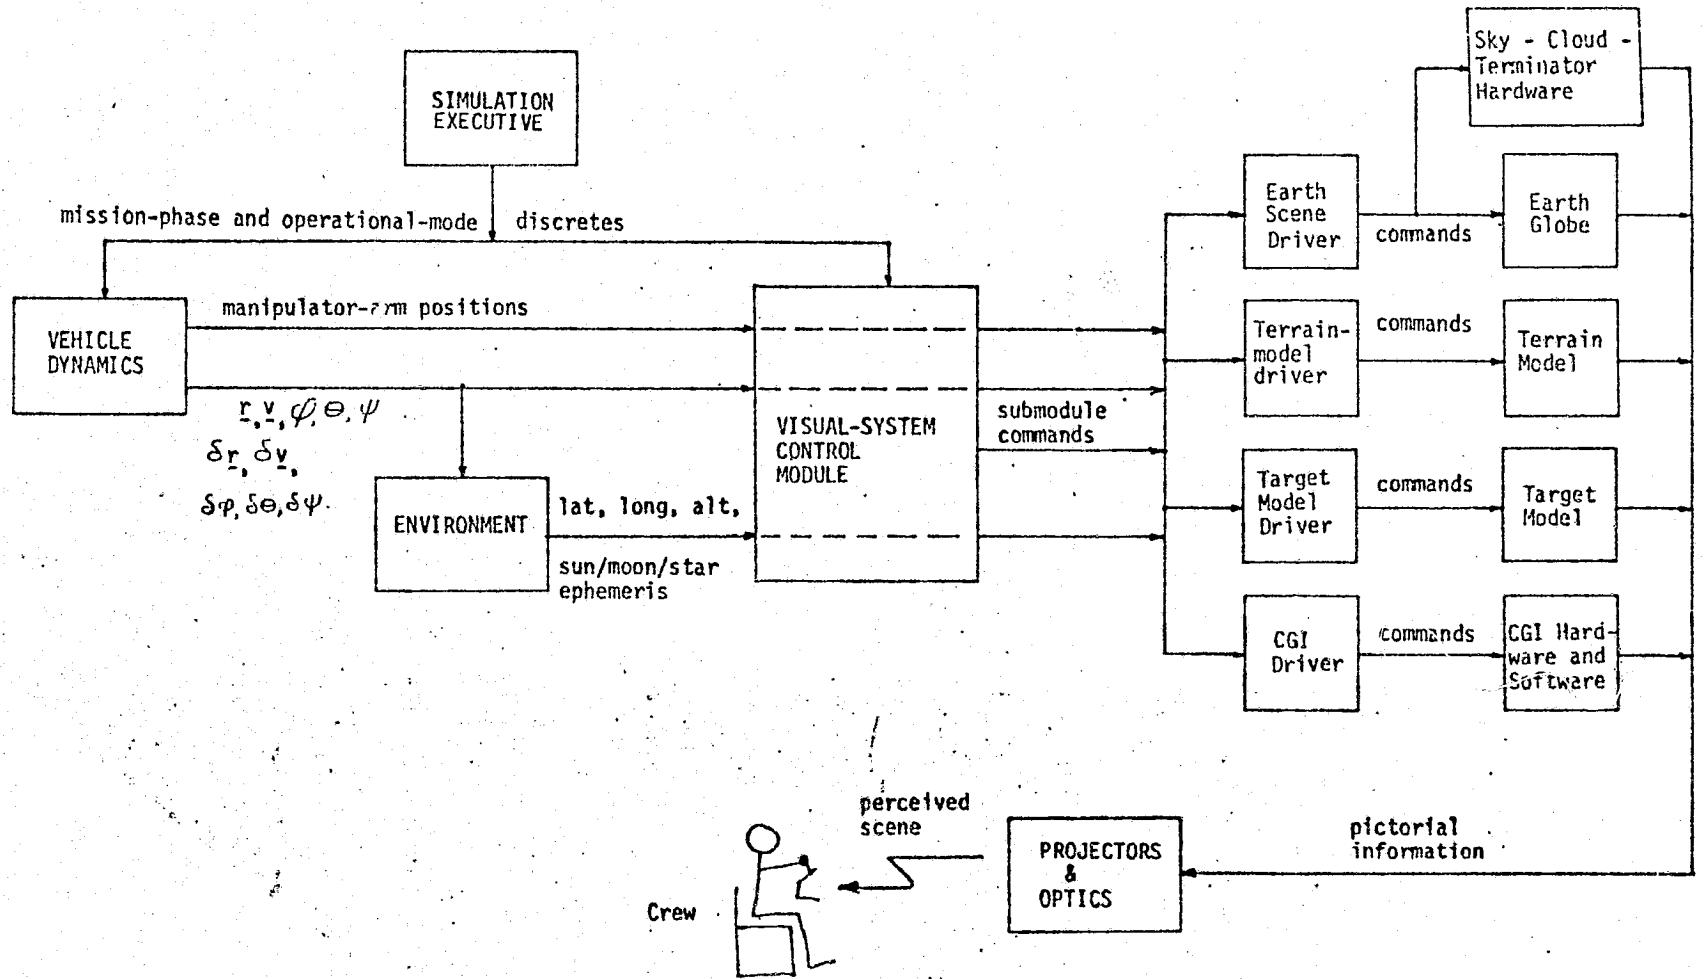 Sky - Cloud -
Terminator
Hardware
SIMULATION
EXECUTIVE
mission-phase and operational-mode discretes
Earth
Scene
Driver
commands
Earth
Globe
manipulator-arm positions
VEHICLE
DYNAMICS
r, v, φ, θ, ψ
δr, δv,
δφ, δθ, δψ.
ENVIRONMENT
lat, long, alt,
sun/moon/star
ephemeris
VISUAL-SYSTEM
CONTROL
MODULE
submodule
commands
Terrain-
model
driver
commands
Terrain
Model
Target
Model
Driver
commands
Target
Model
CGI
Driver
commands
CGI Hard-
ware and
Software
perceived
scene
Crew
PROJECTORS
&
OPTICS
pictorial
information